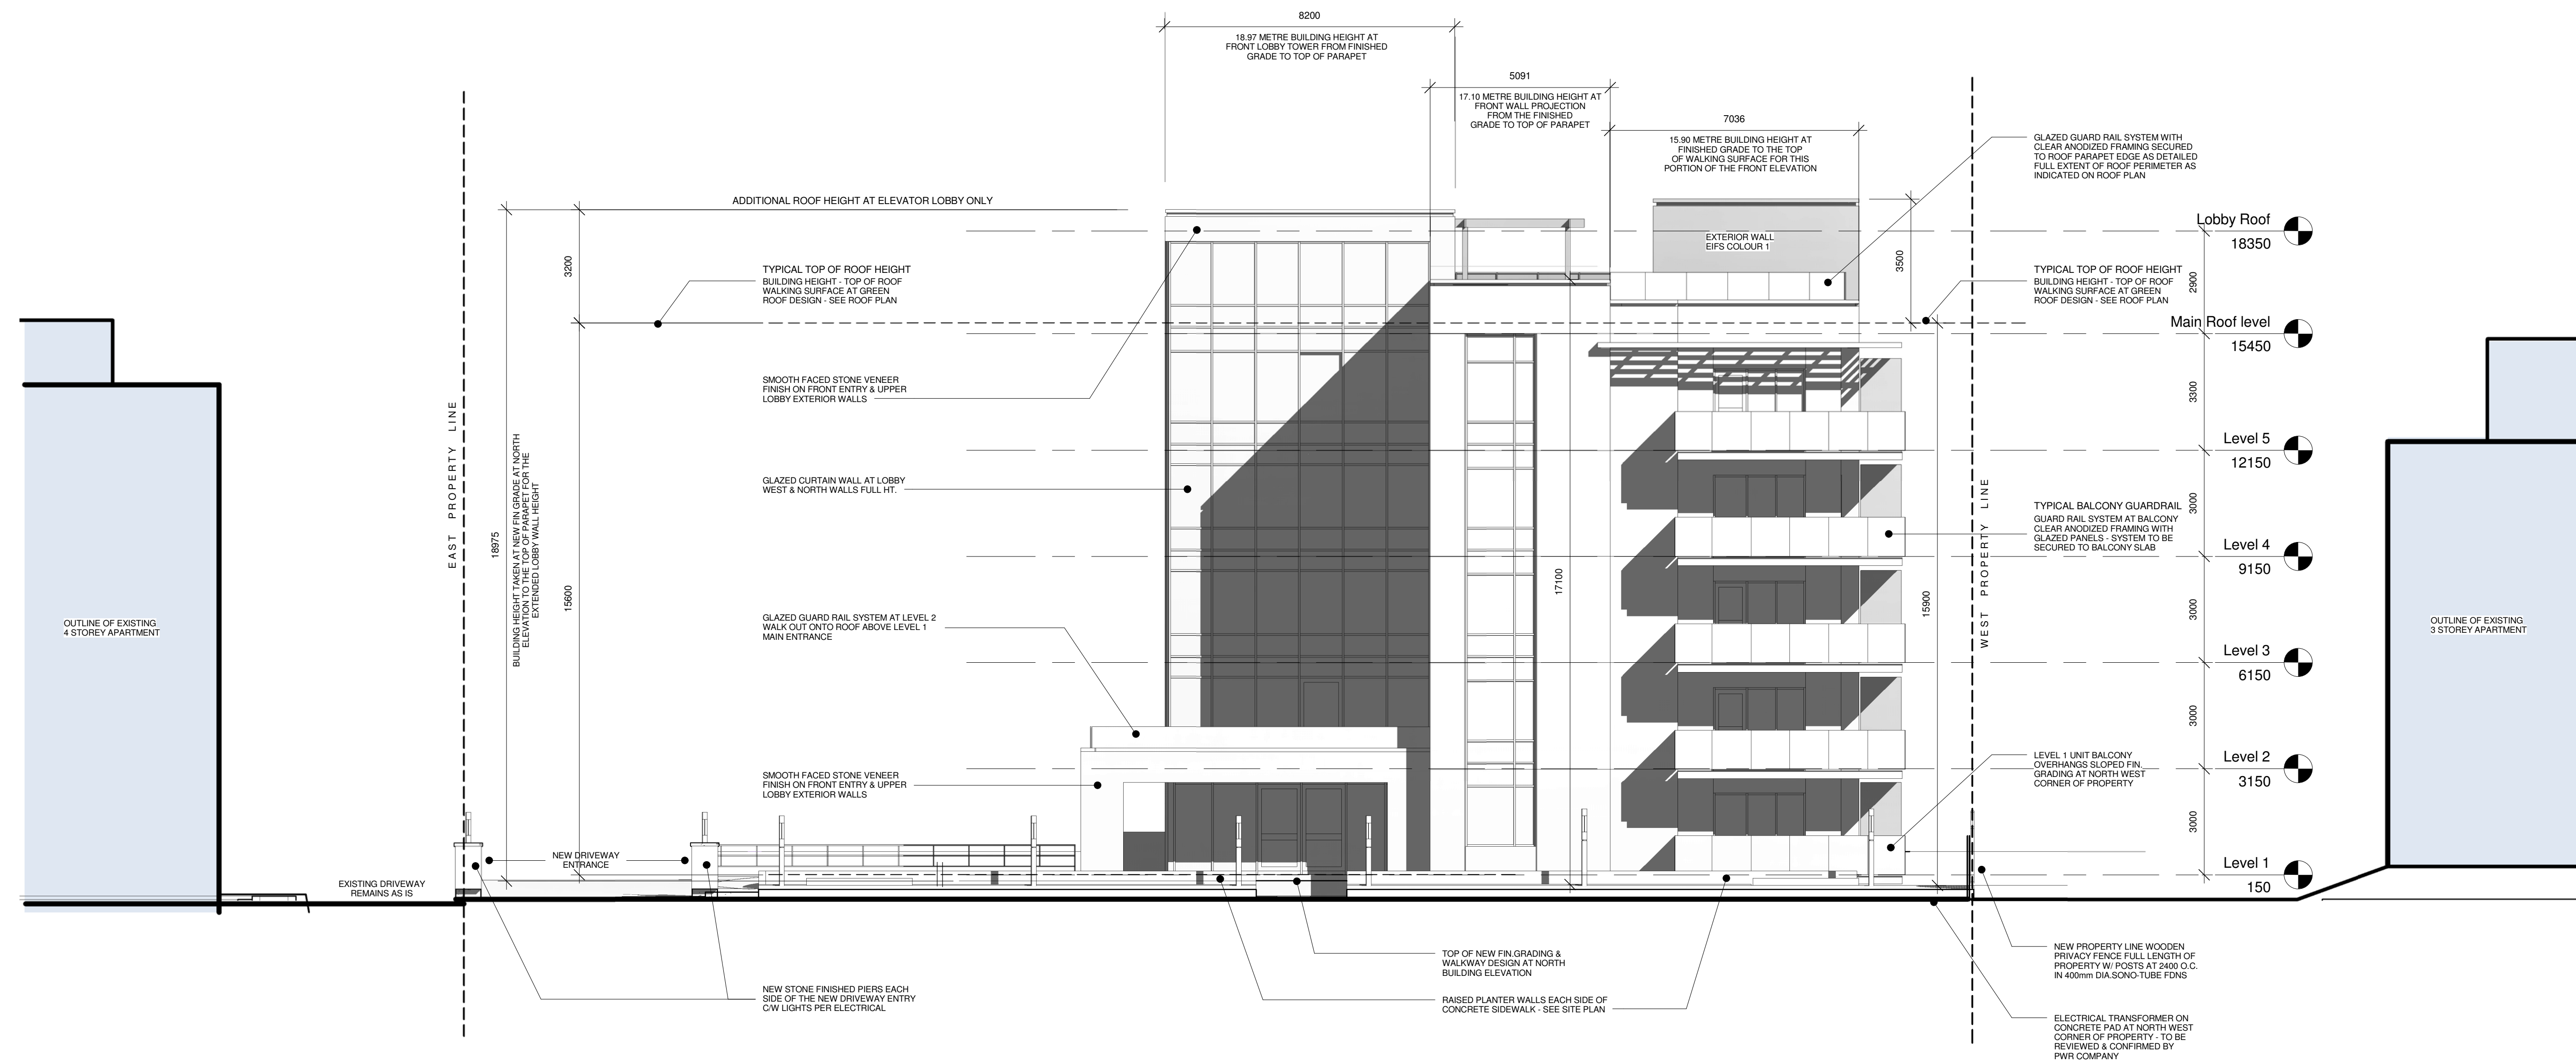 8200
18.97 METRE BUILDING HEIGHT AT
FRONT LOBBY TOWER FROM FINISHED
GRADE TO TOP OF PARAPET
5091
17.10 METRE BUILDING HEIGHT AT
FRONT WALL PROJECTION
FROM THE FINISHED
GRADE TO TOP OF PARAPET
7036
15.90 METRE BUILDING HEIGHT AT
FINISHED GRADE TO THE TOP
OF WALKING SURFACE FOR THIS
PORTION OF THE FRONT ELEVATION
GLAZED GUARD RAIL SYSTEM WITH
CLEAR ANODIZED FRAMING SECURED
TO ROOF PARAPET EDGE AS DETAILED
FULL EXTENT OF ROOF PERIMETER AS
INDICATED ON ROOF PLAN
ADDITIONAL ROOF HEIGHT AT ELEVATOR LOBBY ONLY
EXTERIOR WALL
EIFS COLOUR 1
Lobby Roof
18350
3200
3500
2900
TYPICAL TOP OF ROOF HEIGHT
BUILDING HEIGHT - TOP OF ROOF
WALKING SURFACE AT GREEN
ROOF DESIGN - SEE ROOF PLAN
TYPICAL TOP OF ROOF HEIGHT
BUILDING HEIGHT - TOP OF ROOF
WALKING SURFACE AT GREEN
ROOF DESIGN - SEE ROOF PLAN
Main Roof level
15450
3300
SMOOTH FACED STONE VENEER
FINISH ON FRONT ENTRY & UPPER
LOBBY EXTERIOR WALLS
Level 5
12150
3000
EAST PROPERTY LINE
18975
BUILDING HEIGHT TAKEN AT NEW FIN GRADE AT NORTH
ELEVATION TO THE TOP OF PARAPET FOR THE
EXTENDED LOBBY WALL HEIGHT
15600
GLAZED CURTAIN WALL AT LOBBY
WEST & NORTH WALLS FULL HT.
TYPICAL BALCONY GUARDRAIL
GUARD RAIL SYSTEM AT BALCONY
CLEAR ANODIZED FRAMING WITH
GLAZED PANELS - SYSTEM TO BE
SECURED TO BALCONY SLAB
WEST PROPERTY LINE
Level 4
9150
3000
17100
15900
OUTLINE OF EXISTING
4 STOREY APARTMENT
OUTLINE OF EXISTING
3 STOREY APARTMENT
GLAZED GUARD RAIL SYSTEM AT LEVEL 2
WALK OUT ONTO ROOF ABOVE LEVEL 1
MAIN ENTRANCE
Level 3
6150
3000
SMOOTH FACED STONE VENEER
FINISH ON FRONT ENTRY & UPPER
LOBBY EXTERIOR WALLS
LEVEL 1 UNIT BALCONY
OVERHANGS SLOPED FIN.
GRADING AT NORTH WEST
CORNER OF PROPERTY
Level 2
3150
3000
NEW DRIVEWAY
ENTRANCE
EXISTING DRIVEWAY
REMAINS AS IS
Level 1
150
TOP OF NEW FIN.GRADING &
WALKWAY DESIGN AT NORTH
BUILDING ELEVATION
NEW PROPERTY LINE WOODEN
PRIVACY FENCE FULL LENGTH OF
PROPERTY W/ POSTS AT 2400 O.C.
IN 400mm DIA.SONO-TUBE FDNS
NEW STONE FINISHED PIERS EACH
SIDE OF THE NEW DRIVEWAY ENTRY
C/W LIGHTS PER ELECTRICAL
RAISED PLANTER WALLS EACH SIDE OF
CONCRETE SIDEWALK - SEE SITE PLAN
ELECTRICAL TRANSFORMER ON
CONCRETE PAD AT NORTH WEST
CORNER OF PROPERTY - TO BE
REVIEWED & CONFIRMED BY
PWR COMPANY